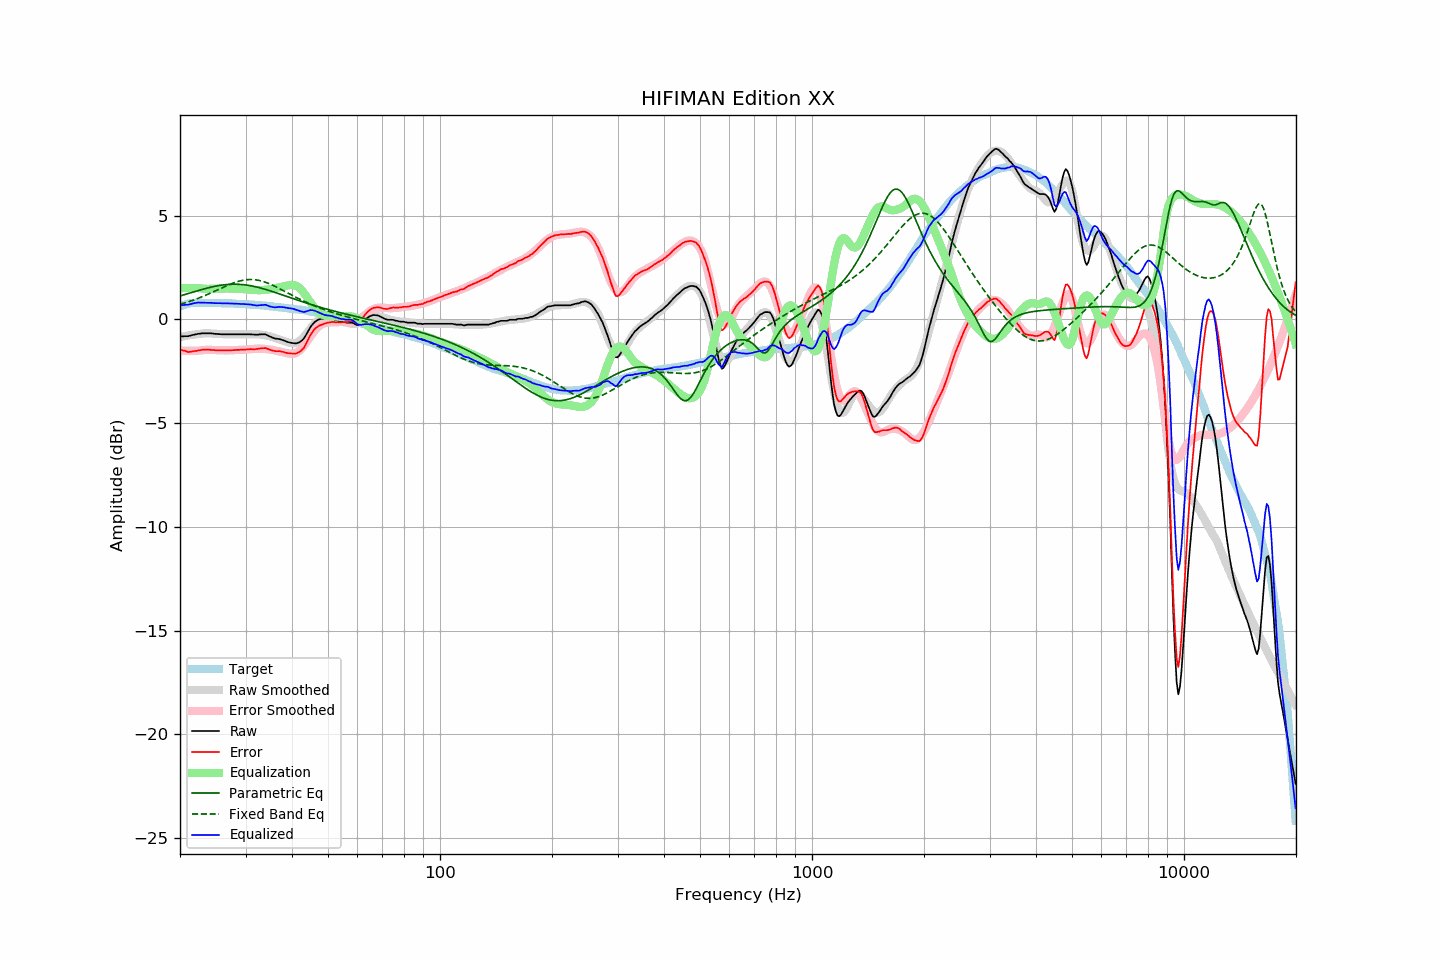 HIFIMAN Edition XX
Amplitude (dBr)
5
0
−5
−10
−15
−20
−25
Target
Raw Smoothed
Error Smoothed
Raw
Error
Equalization
Parametric Eq
Fixed Band Eq
Equalized
100
1000
10000
Frequency (Hz)